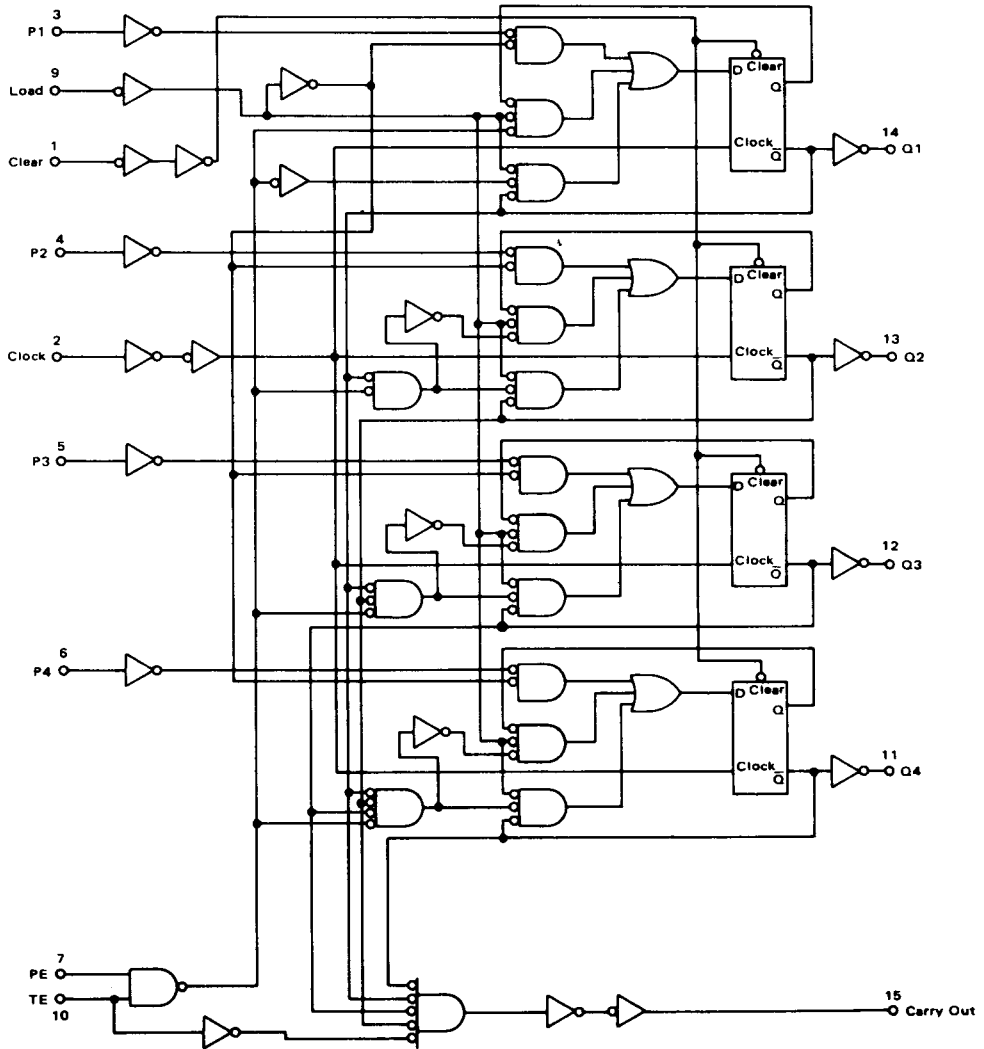 3
P1
9
Load
1
Clear
D Clear
Q
Clock
Q̅
14
Q1
4
P2
D Clear
Q
2
Clock
Clock
Q̅
13
Q2
5
P3
D Clear
Q
Clock
Q̅
12
Q3
6
P4
D Clear
Q
Clock
Q̅
11
Q4
7
PE
TE
10
15
Carry Out